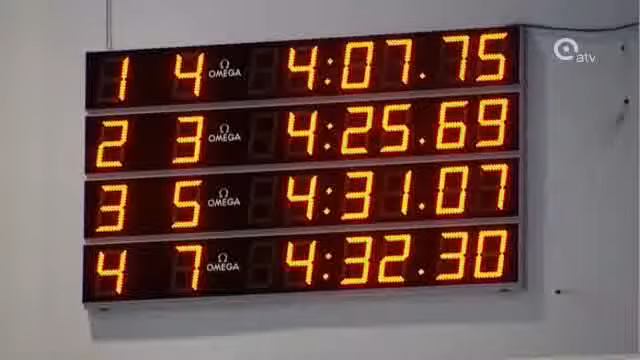 1 4 Ω OMEGA 4:07.75
2 3 Ω OMEGA 4:25.69
3 5 Ω OMEGA 4:31.07
4 7 Ω OMEGA 4:32.30
atv